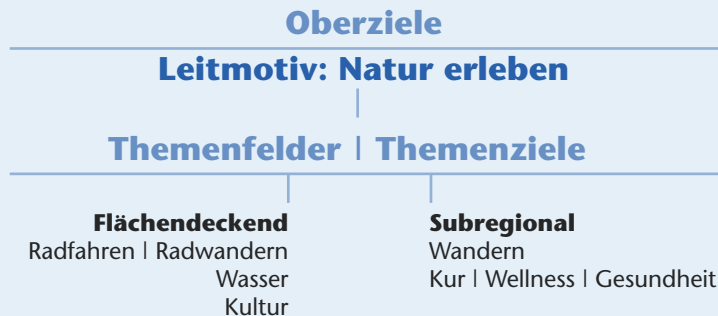 Oberziele
Leitmotiv: Natur erleben
Themenfelder | Themenziele
Flächendeckend
Radfahren | Radwandern
Wasser
Kultur
Subregional
Wandern
Kur | Wellness | Gesundheit